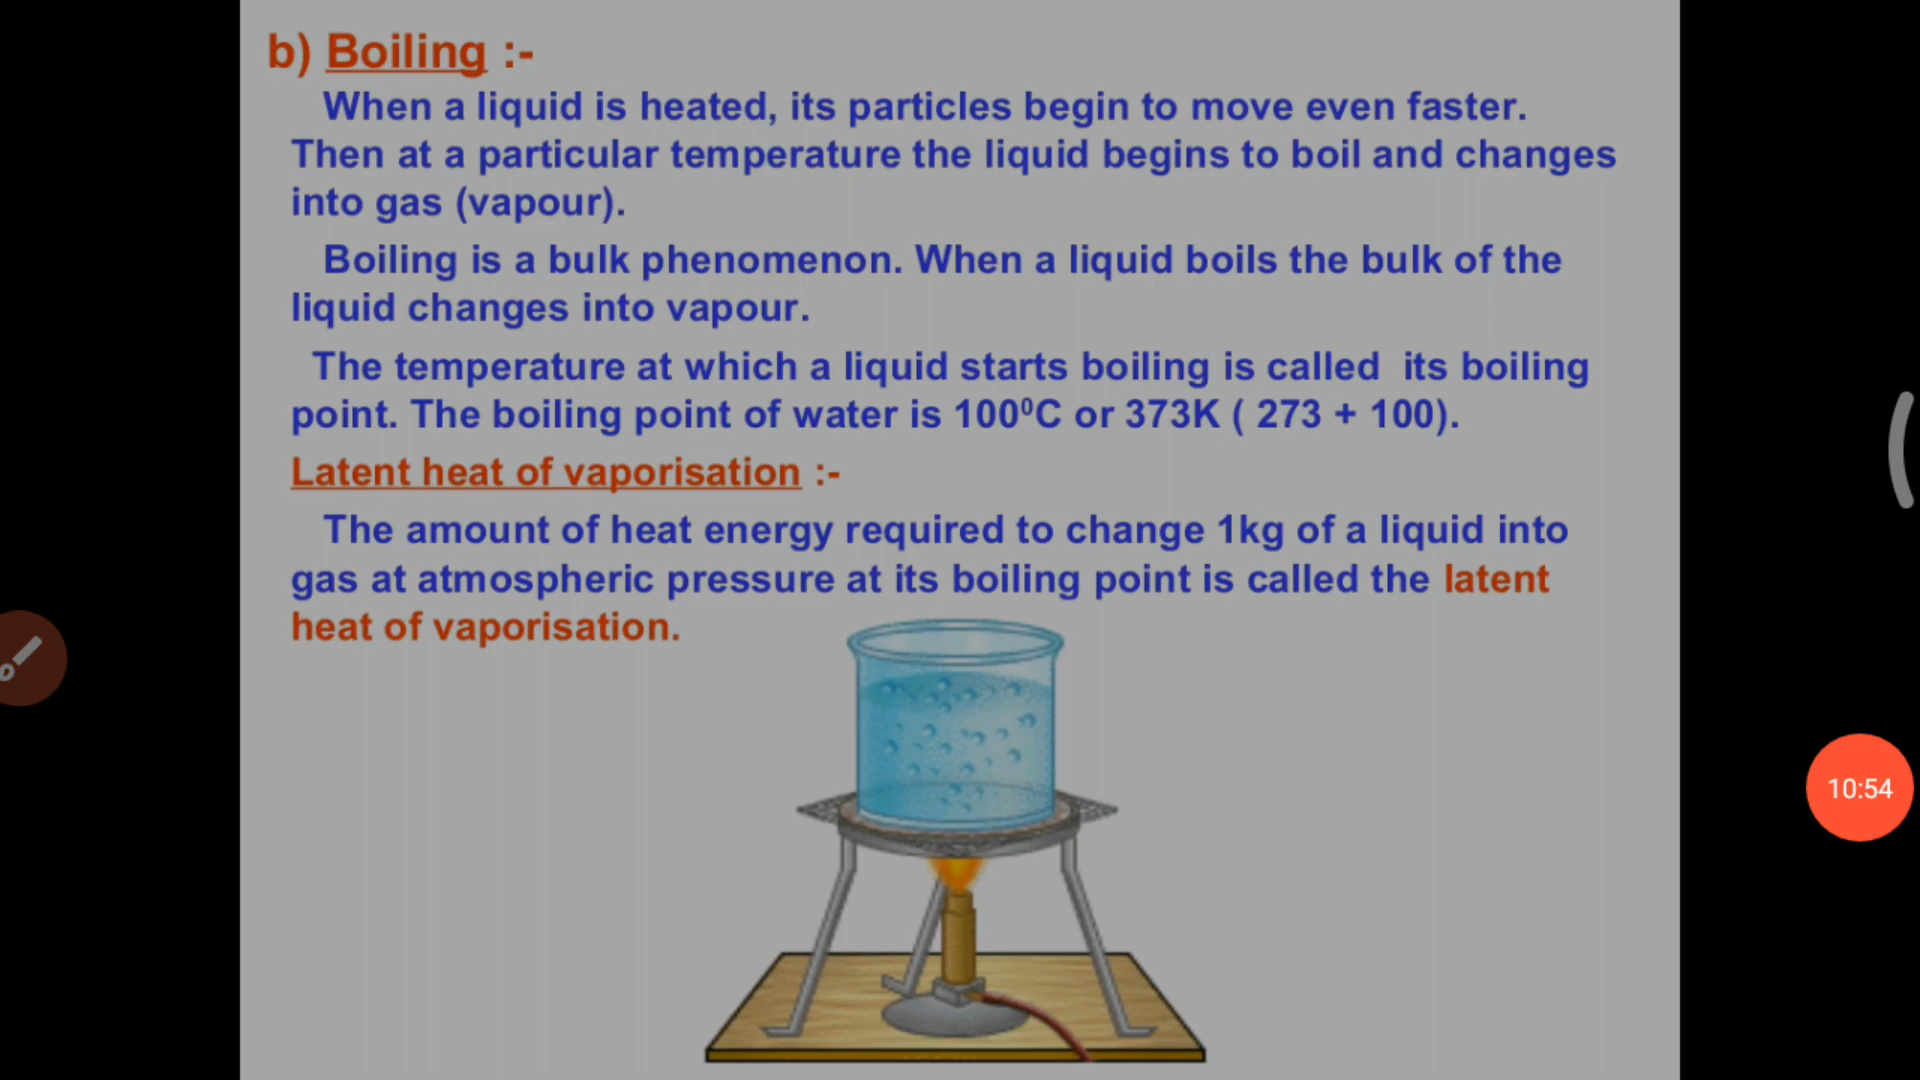 b) Boiling :-
When a liquid is heated, its particles begin to move even faster.
Then at a particular temperature the liquid begins to boil and changes
into gas (vapour).
Boiling is a bulk phenomenon. When a liquid boils the bulk of the
liquid changes into vapour.
The temperature at which a liquid starts boiling is called its boiling
point. The boiling point of water is 100⁰C or 373K ( 273 + 100).
Latent heat of vaporisation :-
The amount of heat energy required to change 1kg of a liquid into
gas at atmospheric pressure at its boiling point is called the latent
heat of vaporisation.
10:54